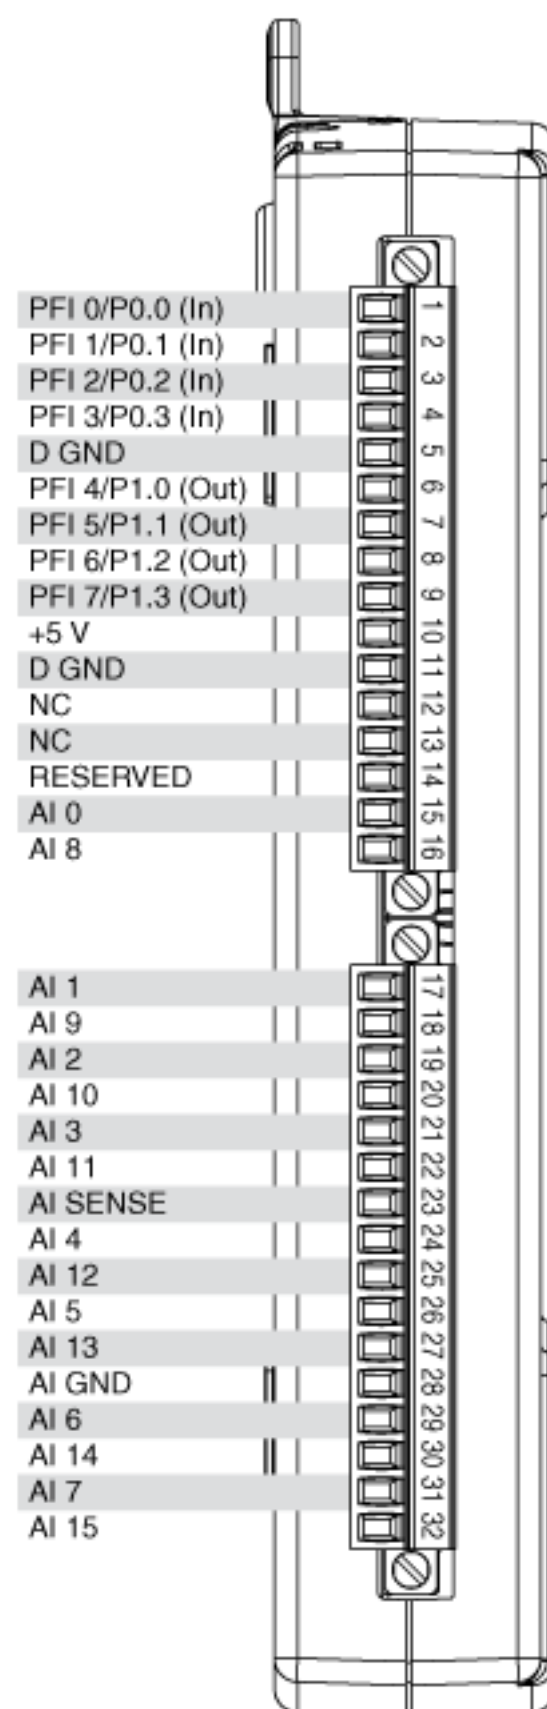 PFI 0/P0.0 (In) 1
PFI 1/P0.1 (In) 2
PFI 2/P0.2 (In) 3
PFI 3/P0.3 (In) 4
D GND 5
PFI 4/P1.0 (Out) 6
PFI 5/P1.1 (Out) 7
PFI 6/P1.2 (Out) 8
PFI 7/P1.3 (Out) 9
+5 V 10
D GND 11
NC 12
NC 13
RESERVED 14
AI 0 15
AI 8 16
AI 1 17
AI 9 18
AI 2 19
AI 10 20
AI 3 21
AI 11 22
AI SENSE 23
AI 4 24
AI 12 25
AI 5 26
AI 13 27
AI GND 28
AI 6 29
AI 14 30
AI 7 31
AI 15 32